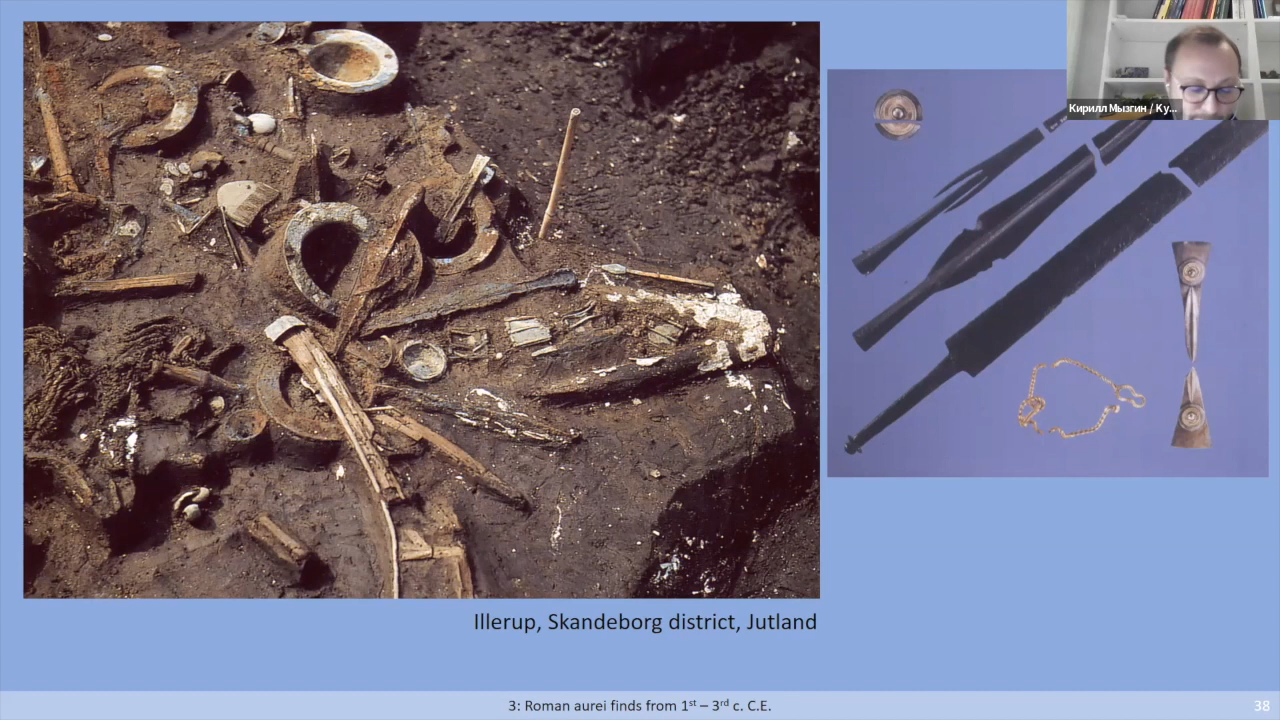 Кирилл Мызгин / Ку...
Illerup, Skandeborg district, Jutland
3: Roman aurei finds from 1st – 3rd c. C.E.
38